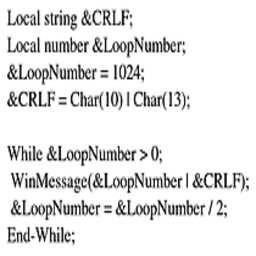 Local string &CRLF;
Local number &LoopNumber;
&LoopNumber = 1024;
&CRLF = Char(10) | Char(13);
While &LoopNumber > 0;
WinMessage(&LoopNumber | &CRLF);
&LoopNumber = &LoopNumber / 2;
End-While;